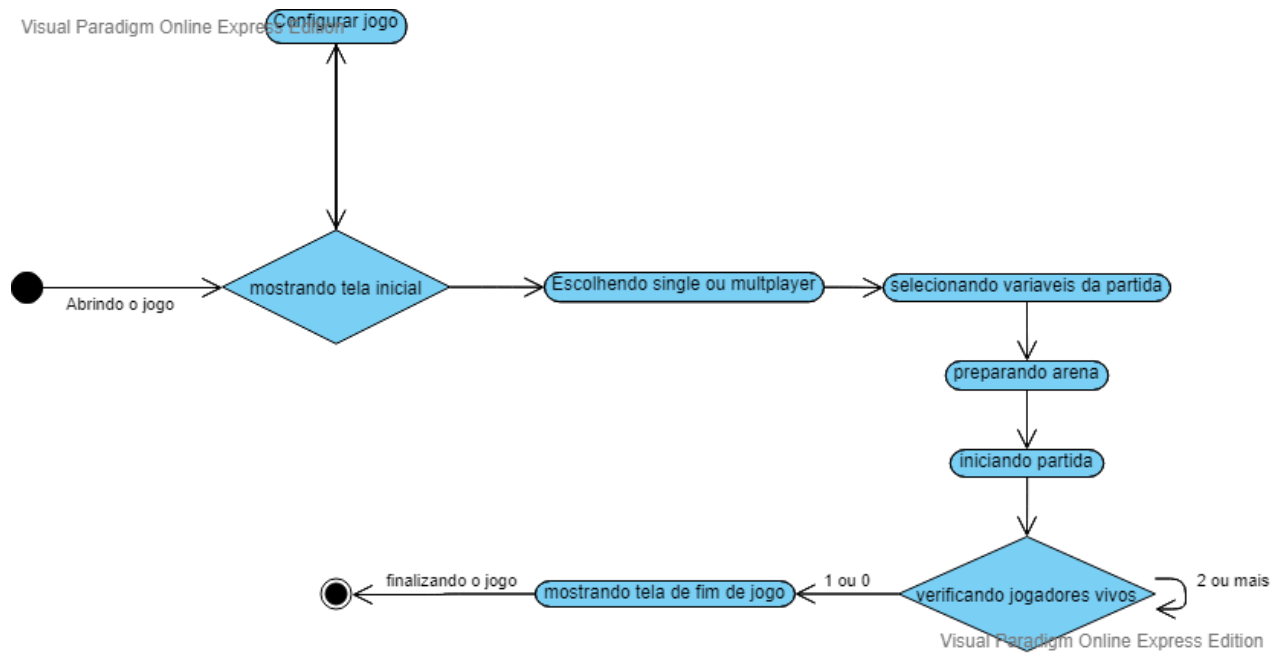 Configurar jogo
Visual Paradigm Online Express Edition
mostrando tela inicial
Abrindo o jogo
Escolhendo single ou multplayer
selecionando variaveis da partida
preparando arena
iniciando partida
verificando jogadores vivos
2 ou mais
1 ou 0
mostrando tela de fim de jogo
finalizando o jogo
Visual Paradigm Online Express Edition